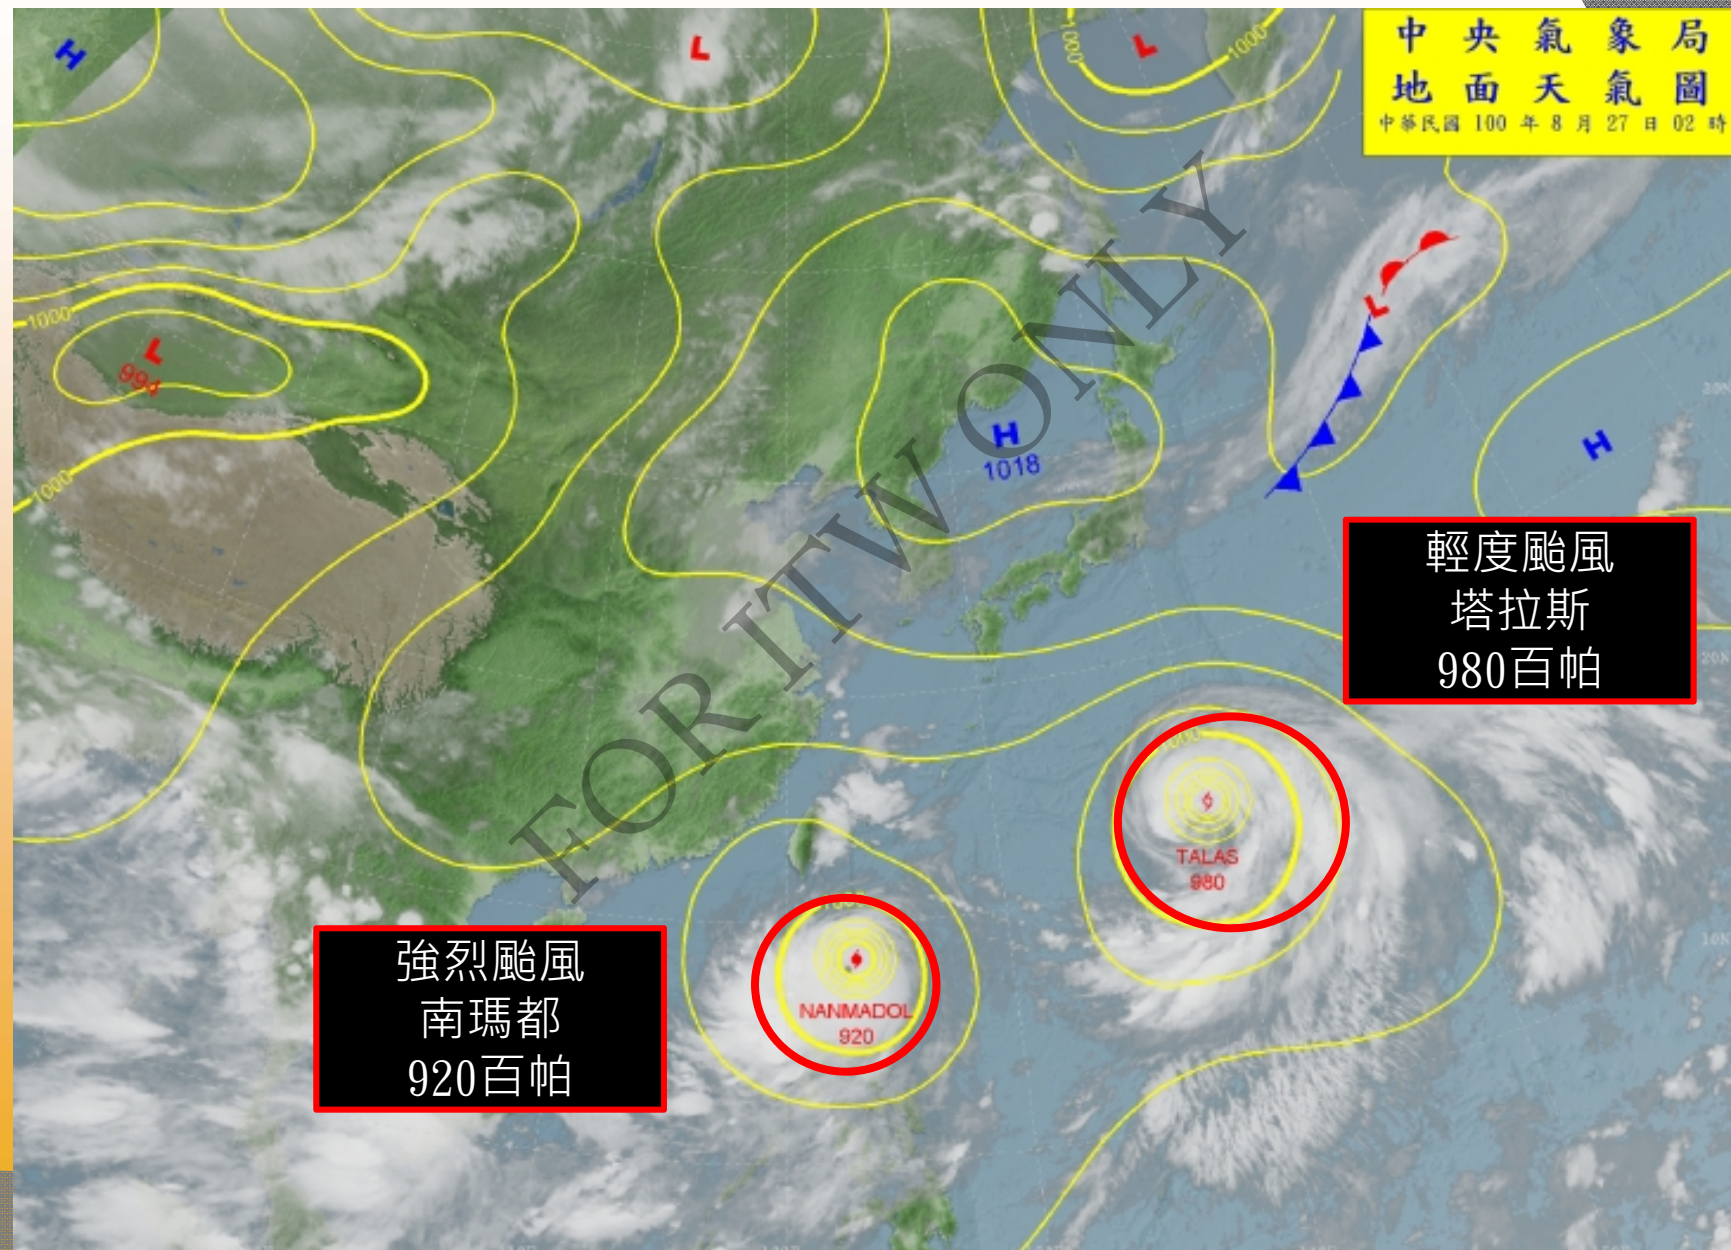 中央氣象局
地面天氣圖
中華民國 100 年 8 月 27 日 02 時
H
L
L
1000
1000
L
1000
L
994
1000
H
1018
H
輕度颱風
塔拉斯
980百帕
TALAS
980
強烈颱風
南瑪都
920百帕
NANMADOL
920
FOR ITW ONLY
20N
10N